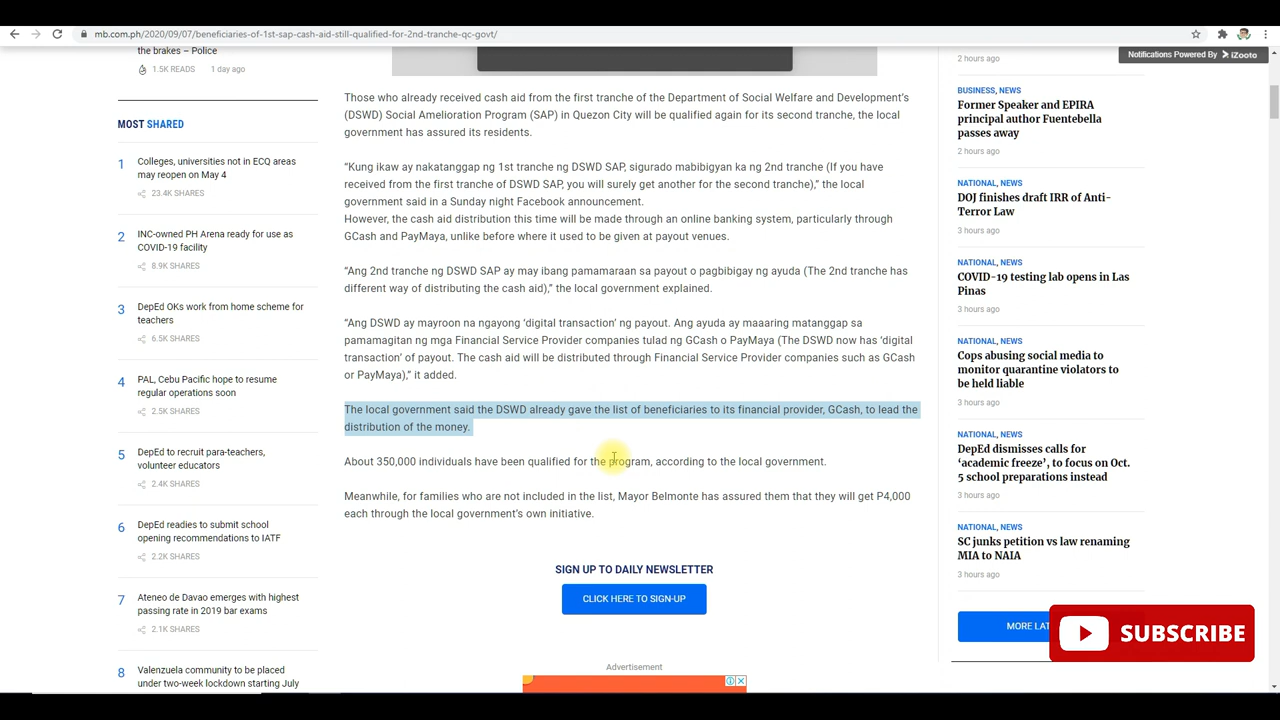 mb.com.ph/2020/09/07/beneficiaries-of-1st-sap-cash-aid-still-qualified-for-2nd-tranche-qc-govt/
Notifications Powered By iZooto
the brakes – Police
1.5K READS 1 day ago
MOST SHARED
1 Colleges, universities not in ECQ areas
may reopen on May 4
23.4K SHARES
2 INC-owned PH Arena ready for use as
COVID-19 facility
8.9K SHARES
3 DepEd OKs work from home scheme for
teachers
6.5K SHARES
4 PAL, Cebu Pacific hope to resume
regular operations soon
2.5K SHARES
5 DepEd to recruit para-teachers,
volunteer educators
2.4K SHARES
6 DepEd readies to submit school
opening recommendations to IATF
2.2K SHARES
7 Ateneo de Davao emerges with highest
passing rate in 2019 bar exams
2.1K SHARES
8 Valenzuela community to be placed
under two-week lockdown starting July
Those who already received cash aid from the first tranche of the Department of Social Welfare and Development’s
(DSWD) Social Amelioration Program (SAP) in Quezon City will be qualified again for its second tranche, the local
government has assured its residents.
“Kung ikaw ay nakatanggap ng 1st tranche ng DSWD SAP, sigurado mabibigyan ka ng 2nd tranche (If you have
received from the first tranche of DSWD SAP, you will surely get another for the second tranche),” the local
government said in a Sunday night Facebook announcement.
However, the cash aid distribution this time will be made through an online banking system, particularly through
GCash and PayMaya, unlike before where it used to be given at payout venues.
“Ang 2nd tranche ng DSWD SAP ay may ibang pamamaraan sa payout o pagbibigay ng ayuda (The 2nd tranche has
different way of distributing the cash aid),” the local government explained.
“Ang DSWD ay mayroon na ngayong ‘digital transaction’ ng payout. Ang ayuda ay maaaring matanggap sa
pamamagitan ng mga Financial Service Provider companies tulad ng GCash o PayMaya (The DSWD now has ‘digital
transaction’ of payout. The cash aid will be distributed through Financial Service Provider companies such as GCash
or PayMaya),” it added.
The local government said the DSWD already gave the list of beneficiaries to its financial provider, GCash, to lead the
distribution of the money.
About 350,000 individuals have been qualified for the program, according to the local government.
Meanwhile, for families who are not included in the list, Mayor Belmonte has assured them that they will get P4,000
each through the local government’s own initiative.
SIGN UP TO DAILY NEWSLETTER
CLICK HERE TO SIGN-UP
Advertisement
2 hours ago
BUSINESS, NEWS
Former Speaker and EPIRA
principal author Fuentebella
passes away
2 hours ago
NATIONAL, NEWS
DOJ finishes draft IRR of Anti-
Terror Law
3 hours ago
NATIONAL, NEWS
COVID-19 testing lab opens in Las
Pinas
3 hours ago
NATIONAL, NEWS
Cops abusing social media to
monitor quarantine violators to
be held liable
3 hours ago
NATIONAL, NEWS
DepEd dismisses calls for
‘academic freeze’, to focus on Oct.
5 school preparations instead
3 hours ago
NATIONAL, NEWS
SC junks petition vs law renaming
MIA to NAIA
3 hours ago
MORE
SUBSCRIBE